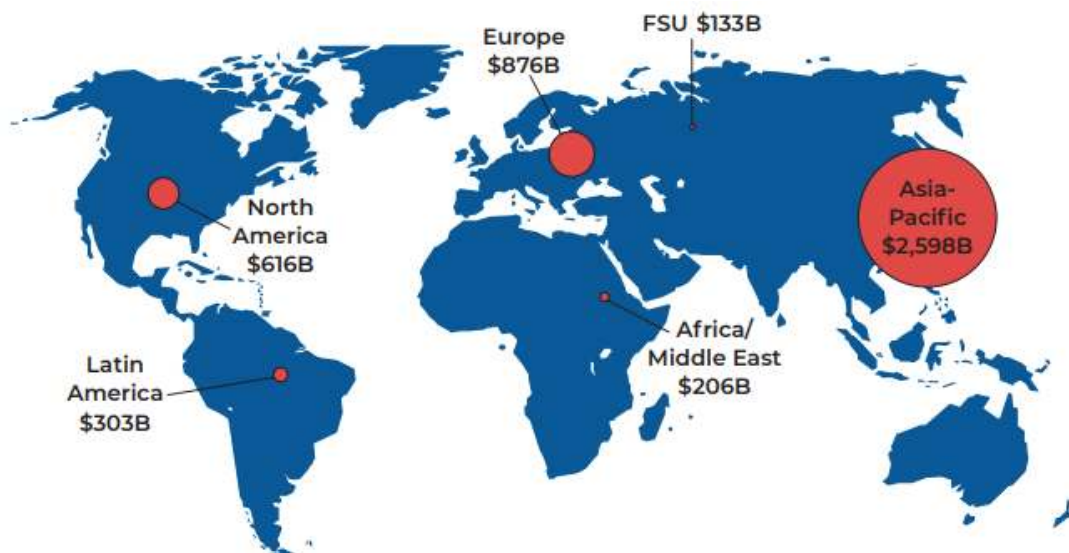 FSU $133B
Europe
$876B
Asia-
Pacific
$2,598B
North
America
$616B
Africa/
Middle East
$206B
Latin
America
$303B